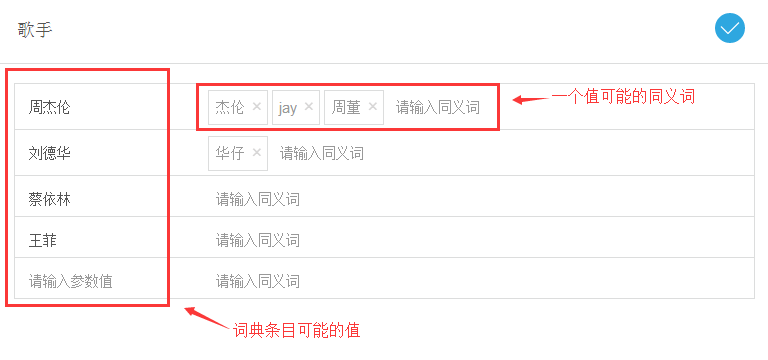 歌手
周杰伦 杰伦 × jay × 周董 × 请输入同义词 一个值可能的同义词
刘德华 华仔 × 请输入同义词
蔡依林 请输入同义词
王菲 请输入同义词
请输入参数值 请输入同义词
词典条目可能的值